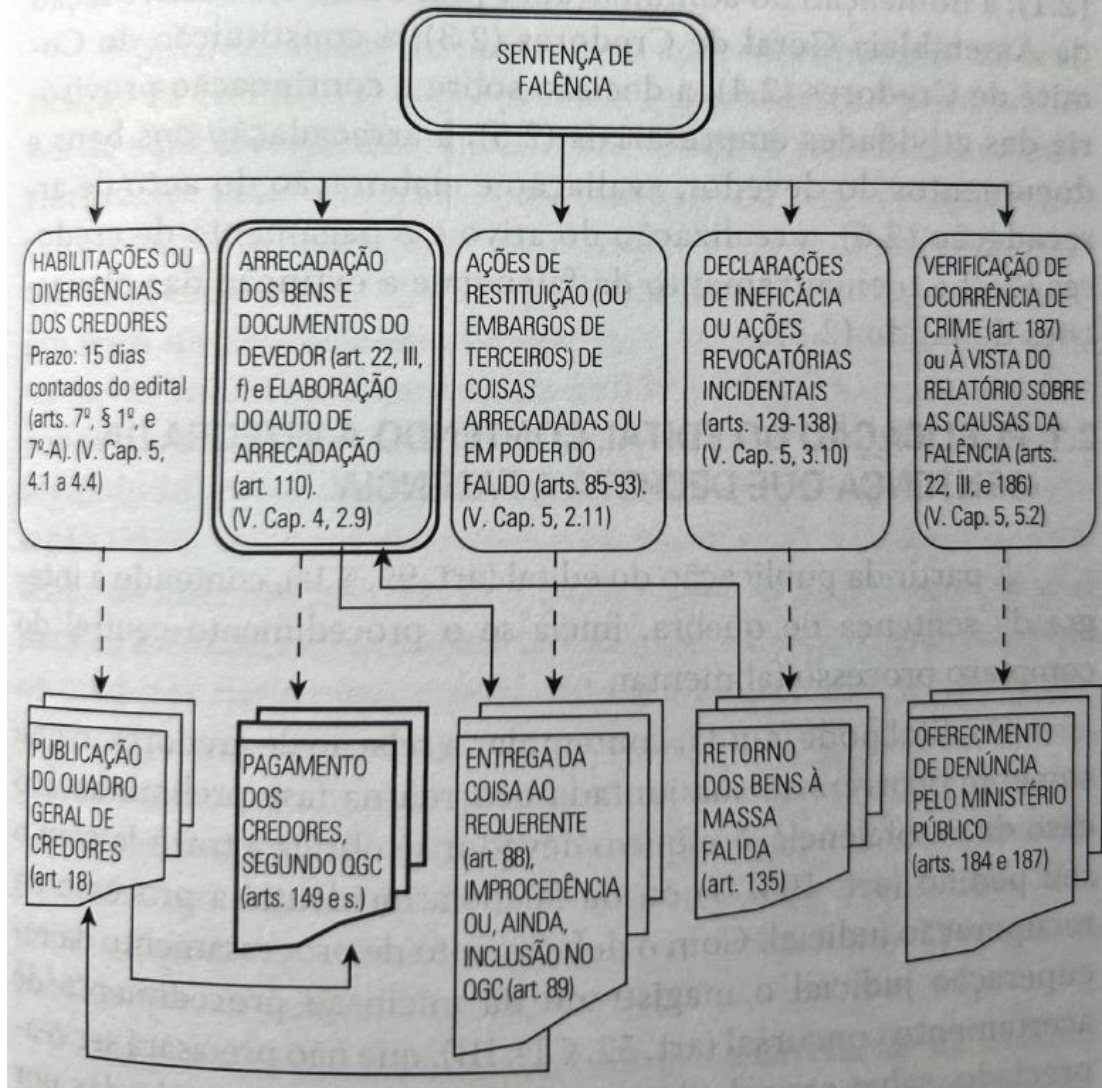 SENTENÇA DE
FALÊNCIA
HABILITAÇÕES OU
DIVERGÊNCIAS
DOS CREDORES
Prazo: 15 dias
contados do edital
(arts. 7º, § 1º, e
7º-A). (V. Cap. 5,
4.1 a 4.4)
ARRECADAÇÃO
DOS BENS E
DOCUMENTOS DO
DEVEDOR (art. 22, III,
f) e ELABORAÇÃO
DO AUTO DE
ARRECADAÇÃO
(art. 110).
(V. Cap. 4, 2.9)
AÇÕES DE
RESTITUIÇÃO (OU
EMBARGOS DE
TERCEIROS) DE
COISAS
ARRECADADAS OU
EM PODER DO
FALIDO (arts. 85-93).
(V. Cap. 5, 2.11)
DECLARAÇÕES
DE INEFICÁCIA
OU AÇÕES
REVOCATÓRIAS
INCIDENTAIS
(arts. 129-138)
(V. Cap. 5, 3.10)
VERIFICAÇÃO DE
OCORRÊNCIA DE
CRIME (art. 187)
ou À VISTA DO
RELATÓRIO SOBRE
AS CAUSAS DA
FALÊNCIA (arts.
22, III, e 186)
(V. Cap. 5, 5.2)
PUBLICAÇÃO
DO QUADRO
GERAL DE
CREDORES
(art. 18)
PAGAMENTO
DOS
CREDORES,
SEGUNDO QGC
(arts. 149 e s.)
ENTREGA DA
COISA AO
REQUERENTE
(art. 88),
IMPROCEDÊNCIA
OU, AINDA,
INCLUSÃO NO
QGC (art. 89)
RETORNO
DOS BENS À
MASSA
FALIDA
(art. 135)
OFERECIMENTO
DE DENÚNCIA
PELO MINISTÉRIO
PÚBLICO
(arts. 184 e 187)